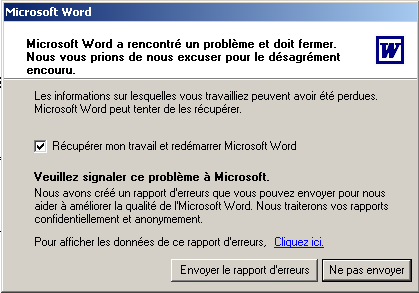 Microsoft Word
Microsoft Word a rencontré un problème et doit fermer.
Nous vous prions de nous excuser pour le désagrément
encouru.
W
Les informations sur lesquelles vous travailliez peuvent avoir été perdues.
Microsoft Word peut tenter de les récupérer.
Récupérer mon travail et redémarrer Microsoft Word
Veuillez signaler ce problème à Microsoft.
Nous avons créé un rapport d'erreurs que vous pouvez envoyer pour nous
aider à améliorer la qualité de l'Microsoft Word. Nous traiterons vos rapports
confidentiellement et anonymement.
Pour afficher les données de ce rapport d'erreurs, Cliquez ici.
Envoyer le rapport d'erreurs
Ne pas envoyer